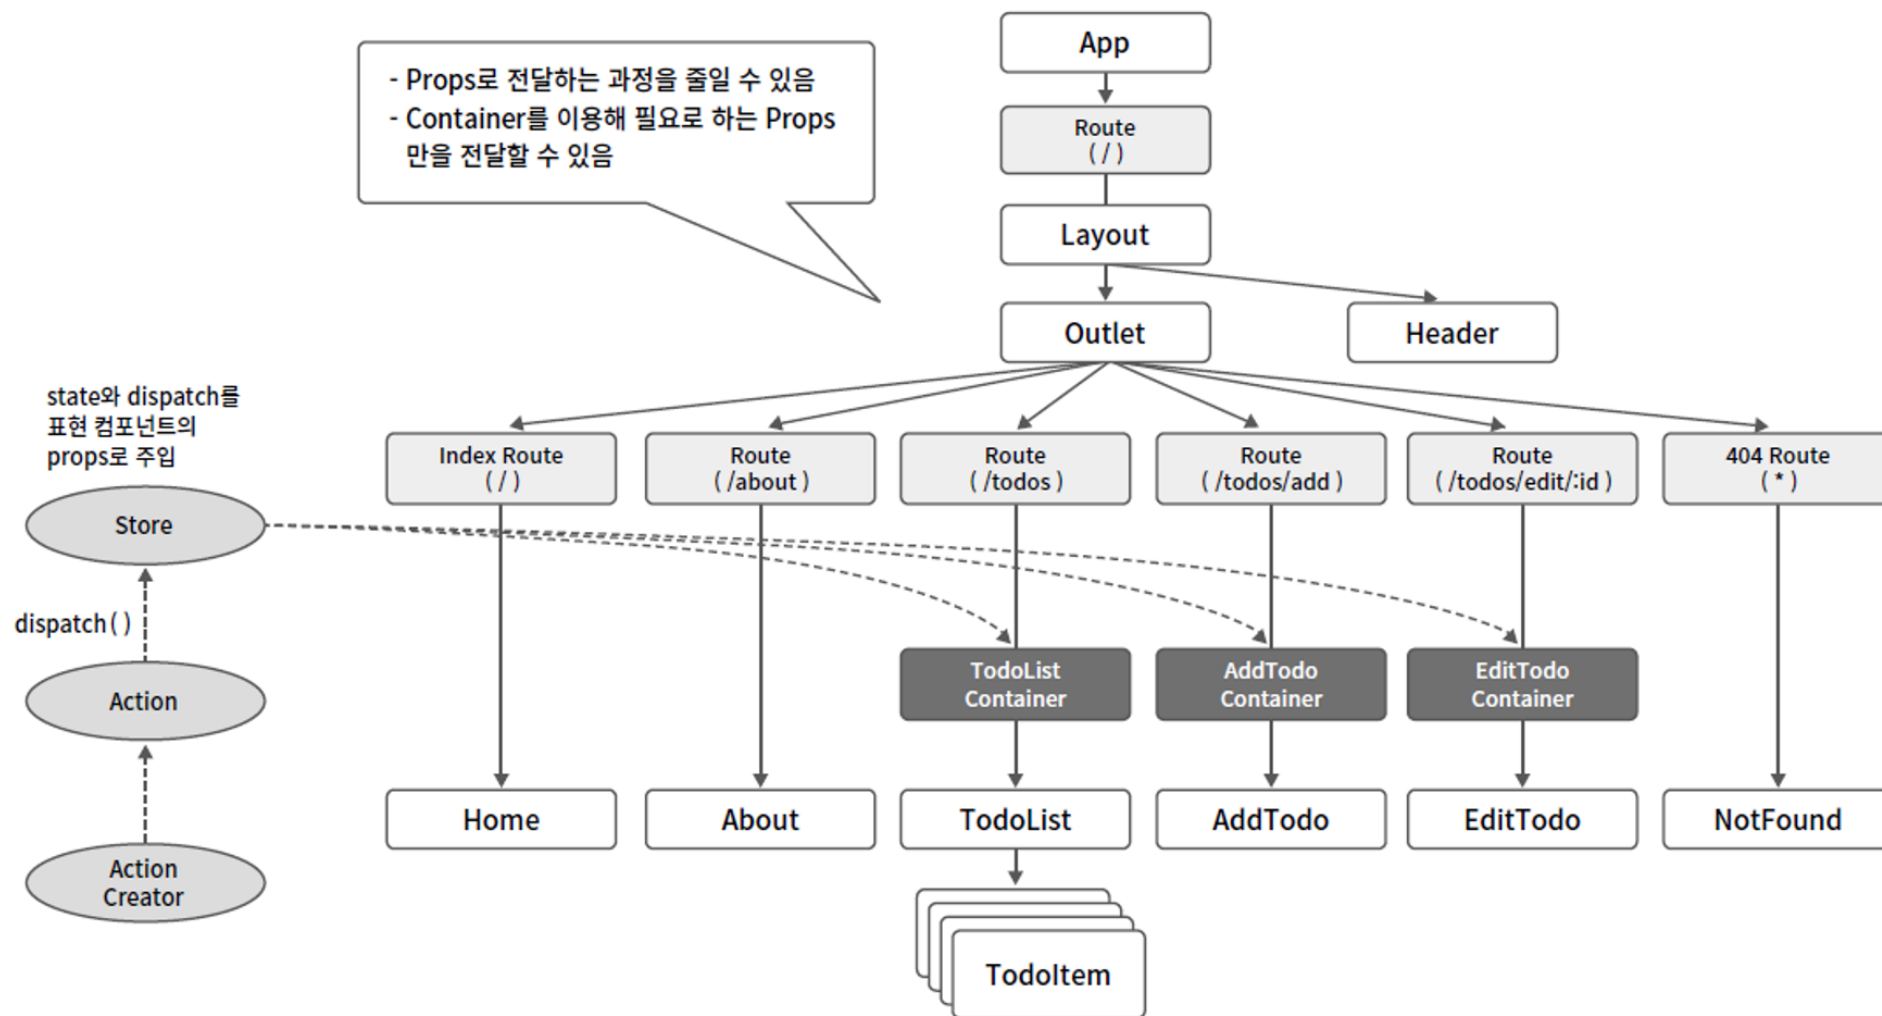 App
- Props로 전달하는 과정을 줄일 수 있음
- Container를 이용해 필요로 하는 Props
만을 전달할 수 있음
Route
( / )
Layout
Outlet
Header
state와 dispatch를
표현 컴포넌트의
props로 주입
Index Route
( / )
Route
( /about )
Route
( /todos )
Route
( /todos/add )
Route
( /todos/edit/:id )
404 Route
( * )
Store
dispatch( )
Action
Action
Creator
TodoList
Container
AddTodo
Container
EditTodo
Container
Home
About
TodoList
AddTodo
EditTodo
NotFound
TodoItem